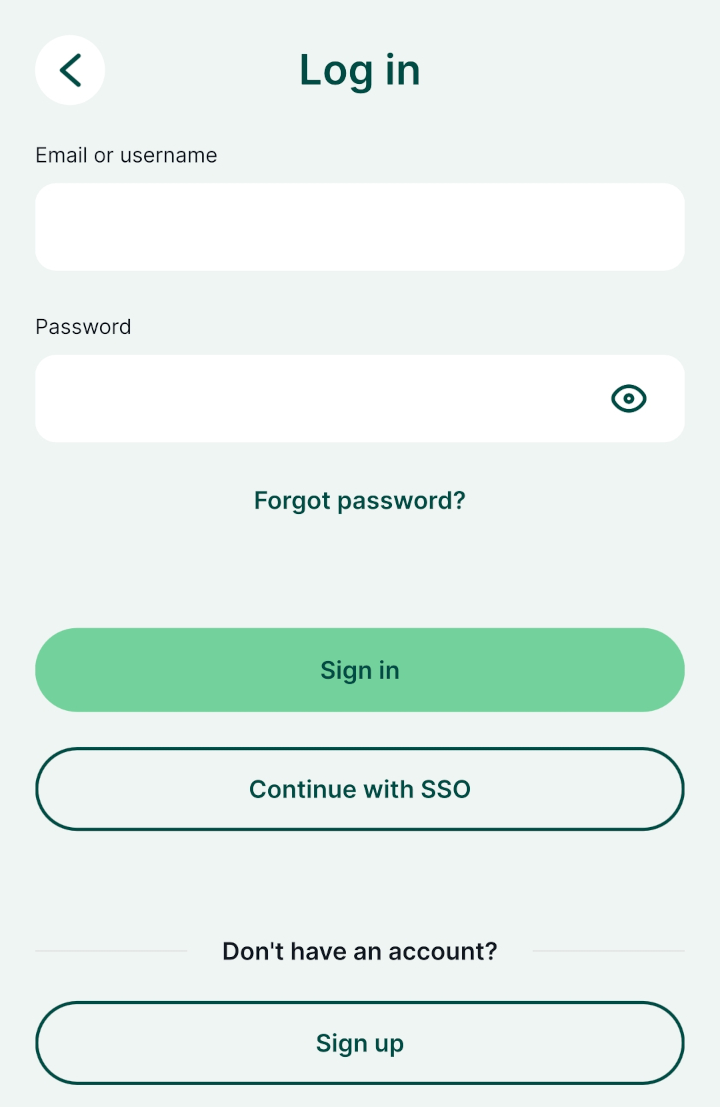 Log in
Email or username
Password
Forgot password?
Sign in
Continue with SSO
Don't have an account?
Sign up